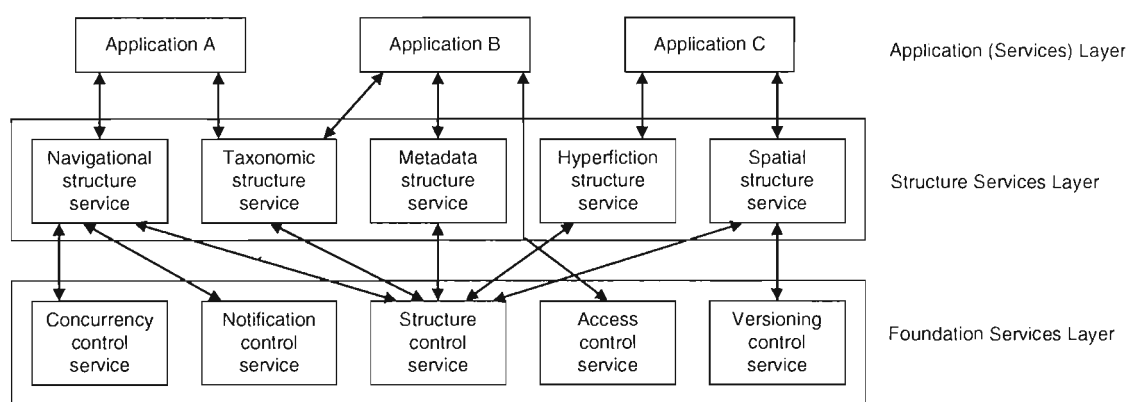 Application A
Application B
Application C
Application (Services) Layer
Navigational
structure
service
Taxonomic
structure
service
Metadata
structure
service
Hyperfiction
structure
service
Spatial
structure
service
Structure Services Layer
Concurrency
control
service
Notification
control
service
Structure
control
service
Access
control
service
Versioning
control
service
Foundation Services Layer